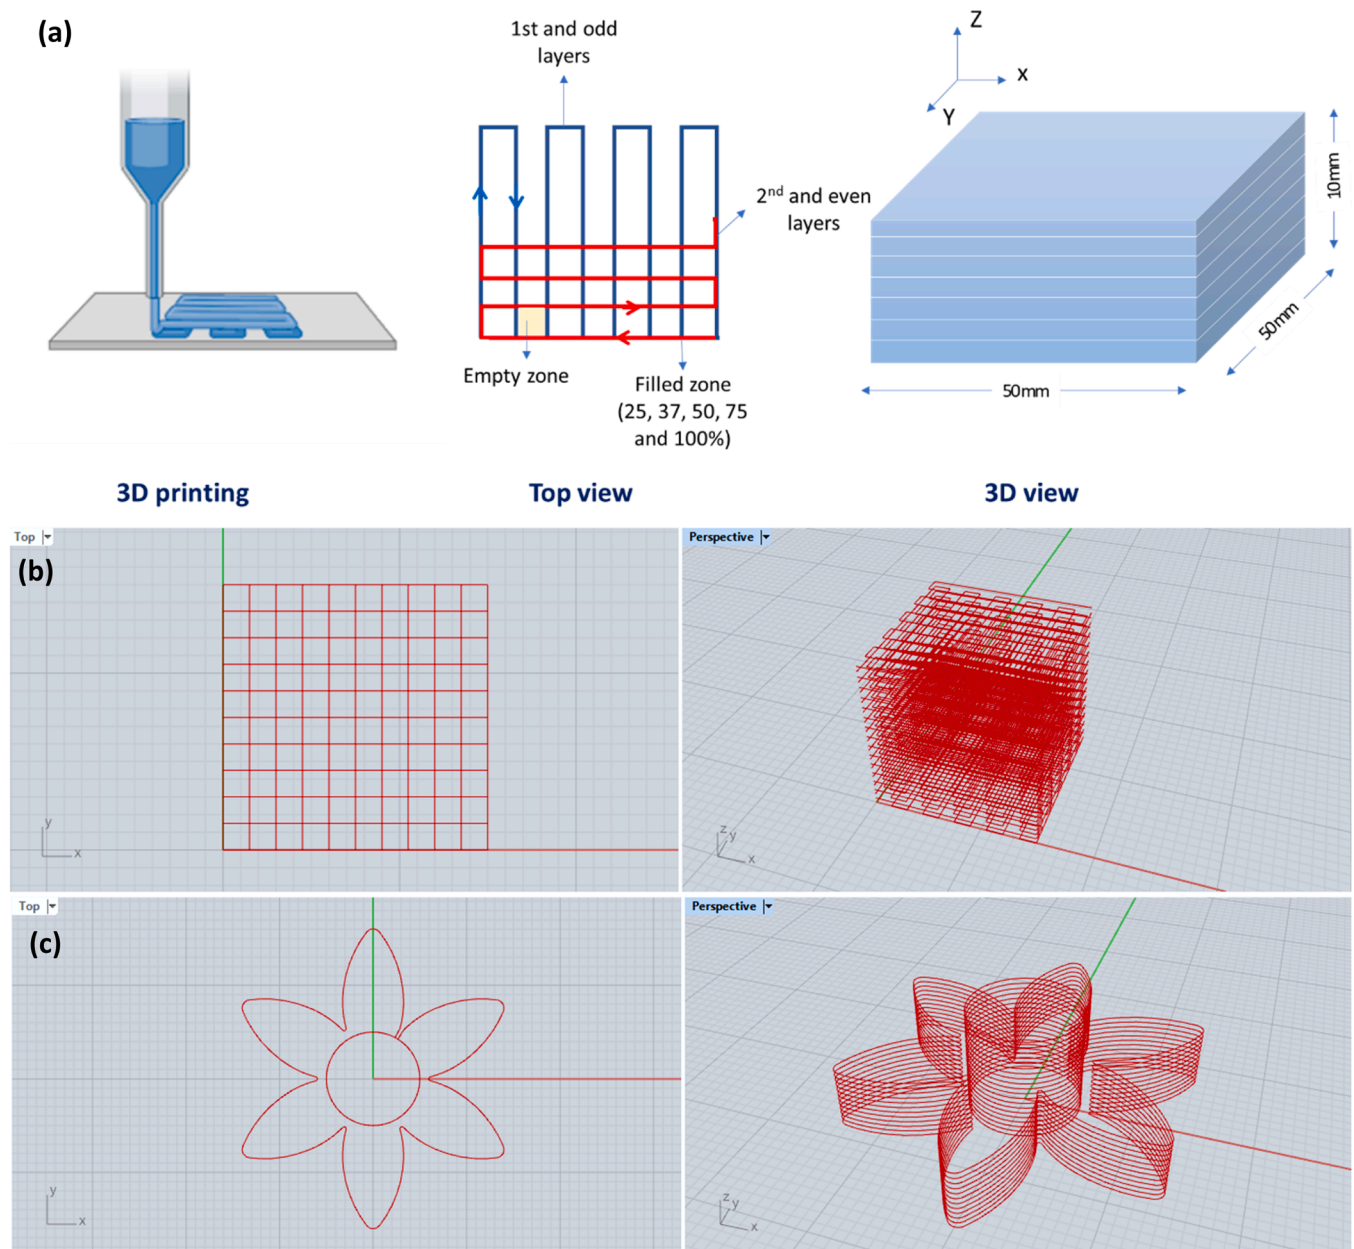 (a)
1st and odd
layers
2nd and even
layers
Empty zone
Filled zone
(25, 37, 50, 75
and 100%)
Z
x
Y
10mm
50mm
50mm
3D printing
Top view
3D view
Top
(b)
y
x
Perspective
z
y
x
Top
(c)
y
x
Perspective
z
y
x